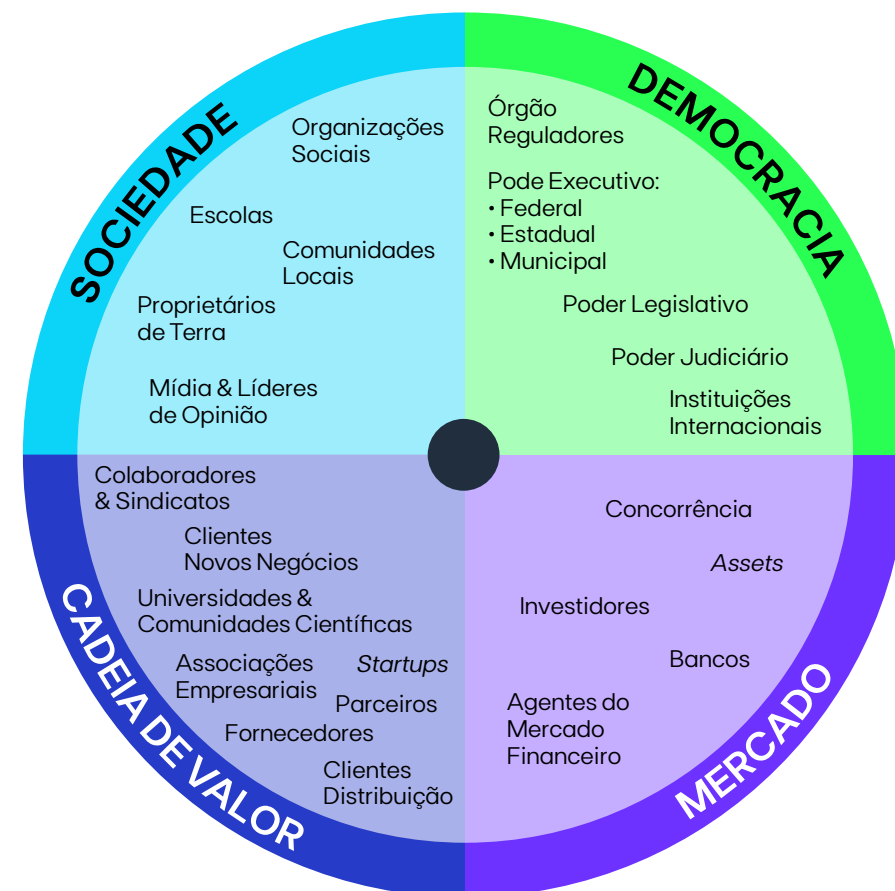 SOCIEDADE
Organizações
Sociais
Escolas
Comunidades
Locais
Proprietários
de Terra
Mídia & Líderes
de Opinião
DEMOCRACIA
Órgão
Reguladores
Pode Executivo:
• Federal
• Estadual
• Municipal
Poder Legislativo
Poder Judiciário
Instituições
Internacionais
CADEIA DE VALOR
Colaboradores
& Sindicatos
Clientes
Novos Negócios
Universidades &
Comunidades Científicas
Associações
Empresariais
Startups
Parceiros
Fornecedores
Clientes
Distribuição
MERCADO
Concorrência
Assets
Investidores
Bancos
Agentes do
Mercado
Financeiro